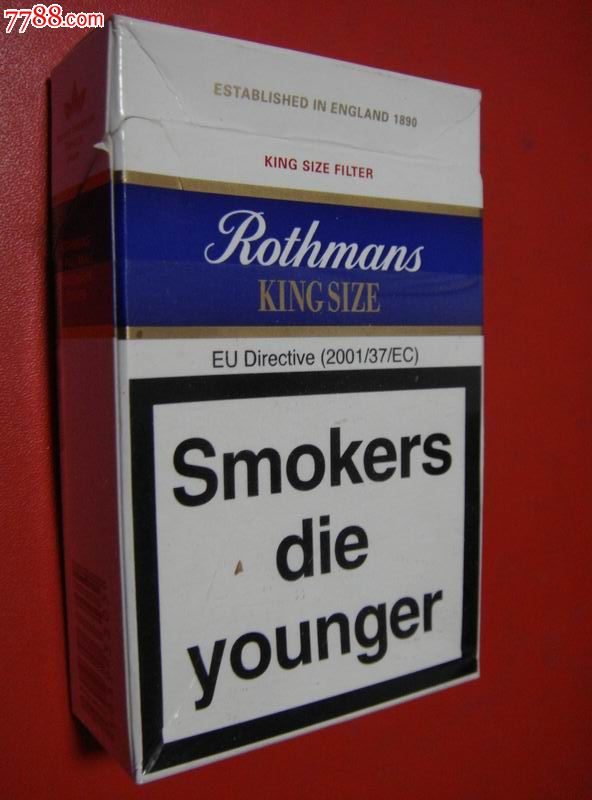 7788.com
ESTABLISHED IN ENGLAND 1890
KING SIZE FILTER
Rothmans
KING SIZE
EU Directive (2001/37/EC)
Smokers
die
younger